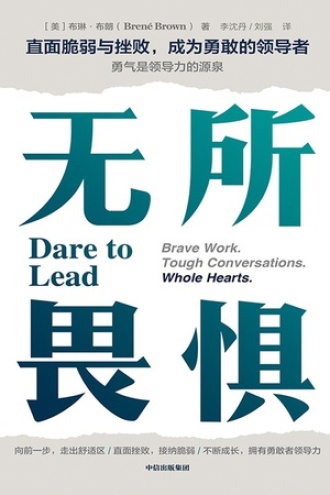 [美]布琳·布朗(Brené Brown) 著 李沈丹/刘强 译
直面脆弱与挫败,成为勇敢的领导者
勇气是领导力的源泉
无所
Dare to
Lead
Brave Work.
Tough Conversations.
Whole Hearts.
畏惧
向前一步,走出舒适区/直面挫败,接纳脆弱/不断成长,拥有勇敢者领导力
中信出版集团